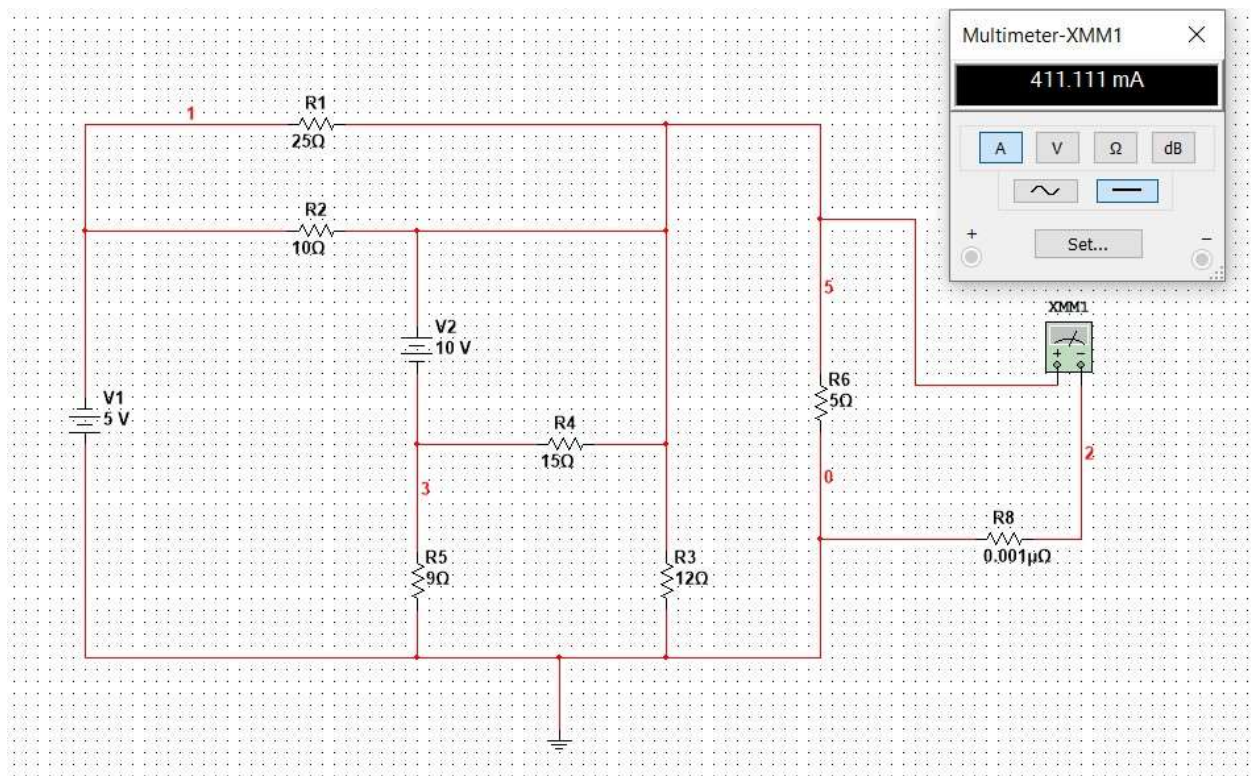 Multimeter-XMM1
411.111 mA
A V Ω dB
+ Set... –
XMM1
+ –
1
R1
25Ω
R2
10Ω
V2
10 V
V1
5 V
R4
15Ω
3
R5
9Ω
R3
12Ω
5
R6
5Ω
0
2
R8
0.001µΩ